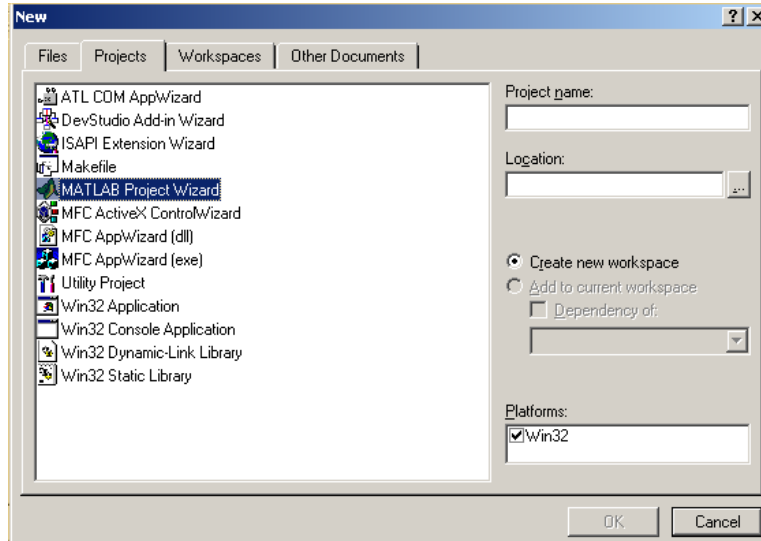 New
Files Projects Workspaces Other Documents
ATL COM AppWizard
DevStudio Add-in Wizard
ISAPI Extension Wizard
Makefile
MATLAB Project Wizard
MFC ActiveX ControlWizard
MFC AppWizard (dll)
MFC AppWizard (exe)
Utility Project
Win32 Application
Win32 Console Application
Win32 Dynamic-Link Library
Win32 Static Library
Project name:
Location:
...
Create new workspace
Add to current workspace
Dependency of:
Platforms:
Win32
OK Cancel